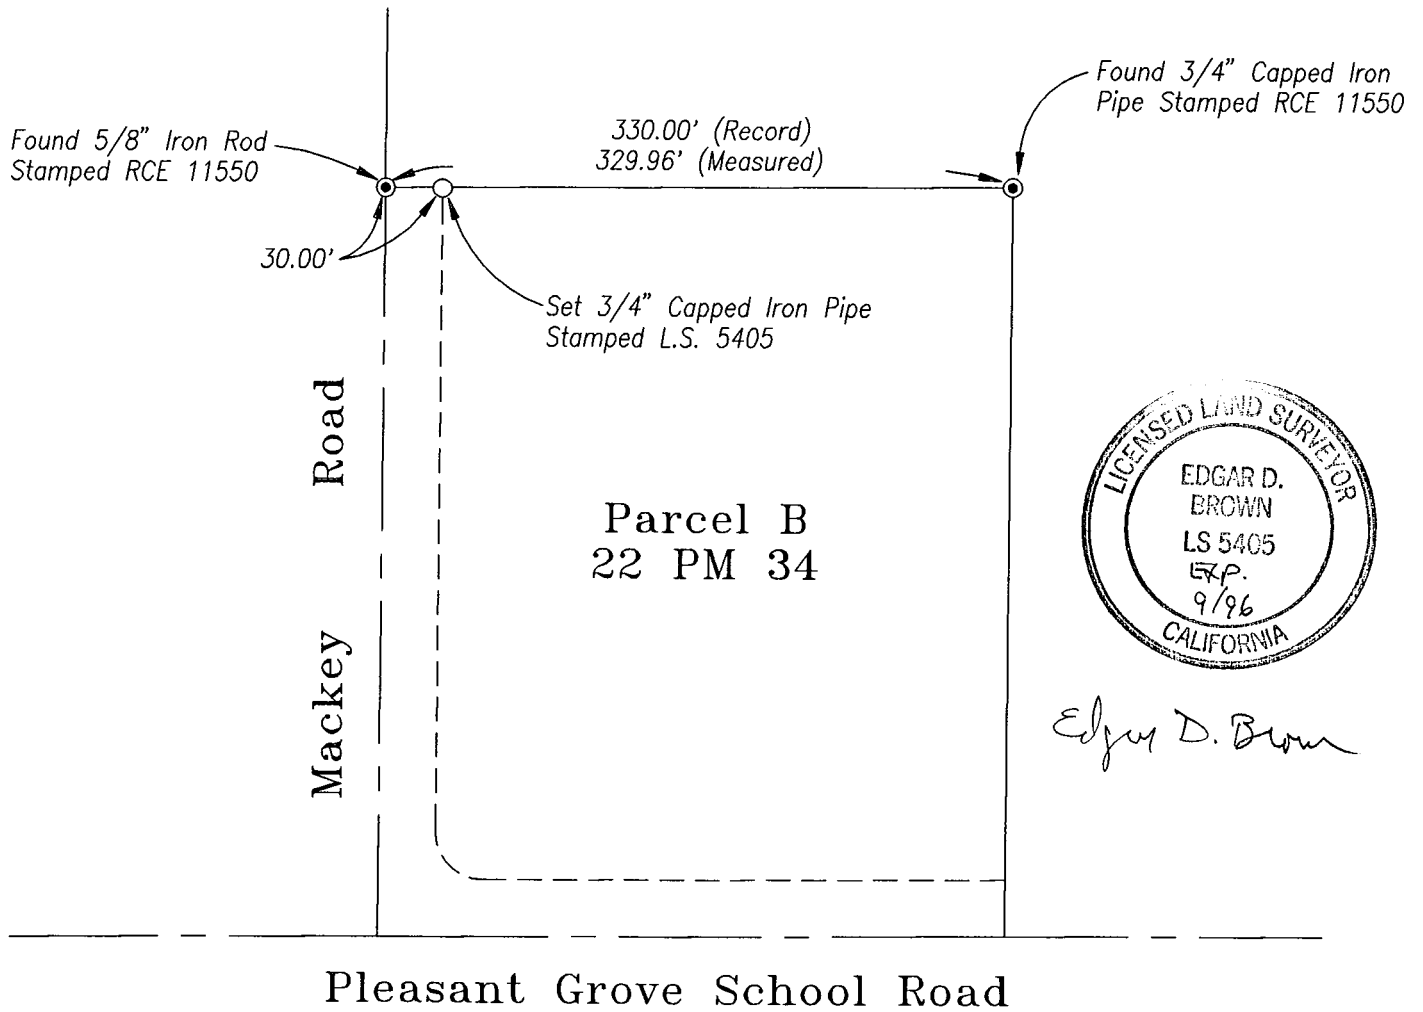 Found 3/4" Capped Iron
Pipe Stamped RCE 11550
330.00' (Record)
329.96' (Measured)
Found 5/8" Iron Rod
Stamped RCE 11550
30.00'
Set 3/4" Capped Iron Pipe
Stamped L.S. 5405
Mackey Road
Parcel B
22 PM 34
LICENSED LAND SURVEYOR
EDGAR D.
BROWN
LS 5405
EXP.
9/96
CALIFORNIA
Edgar D. Brown
Pleasant Grove School Road